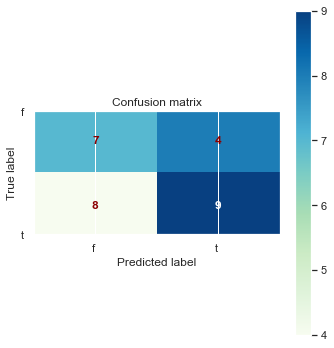 Confusion matrix
True label
f
t
7
4
8
9
f
t
Predicted label
9
8
7
6
5
4